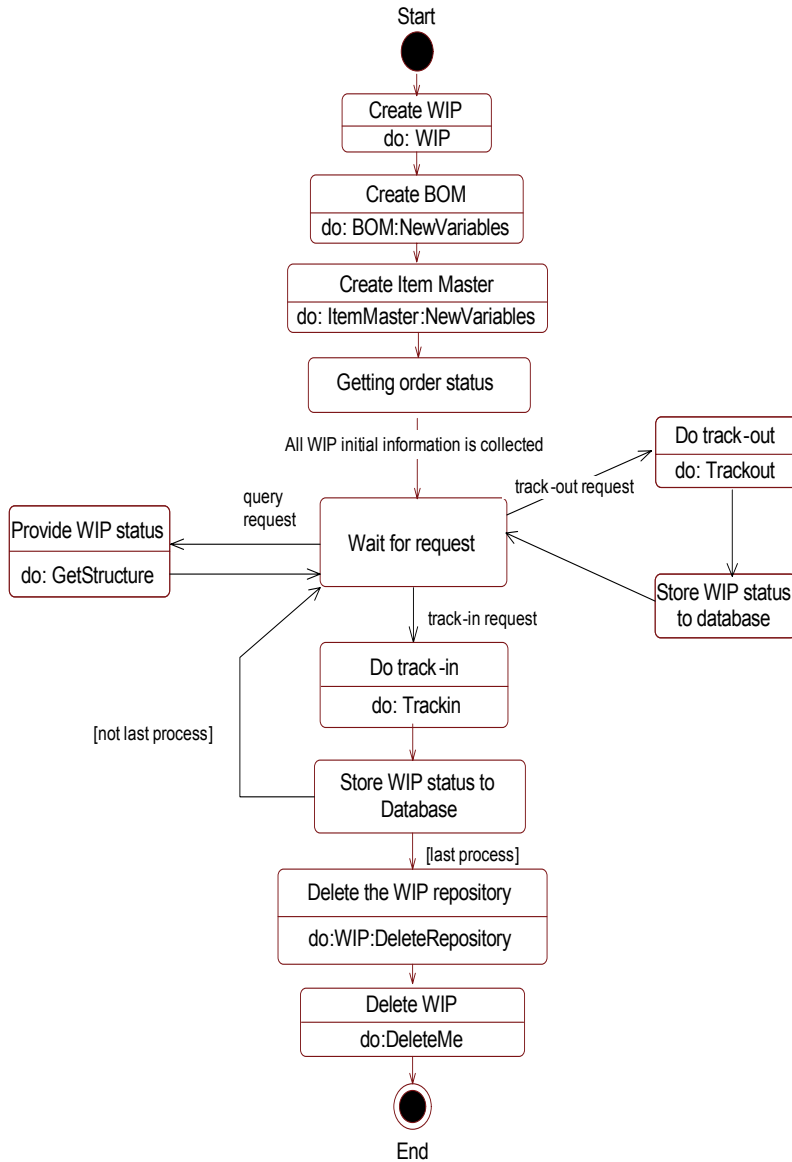 Start
Create WIP
do: WIP
Create BOM
do: BOM:NewVariables
Create Item Master
do: ItemMaster:NewVariables
Getting order status
All WIP initial information is collected
Do track-out
do: Trackout
track-out request
query
request
Provide WIP status
do: GetStructure
Wait for request
Store WIP status
to database
track-in request
Do track-in
do: Trackin
[not last process]
Store WIP status to
Database
[last process]
Delete the WIP repository
do:WIP:DeleteRepository
Delete WIP
do:DeleteMe
End